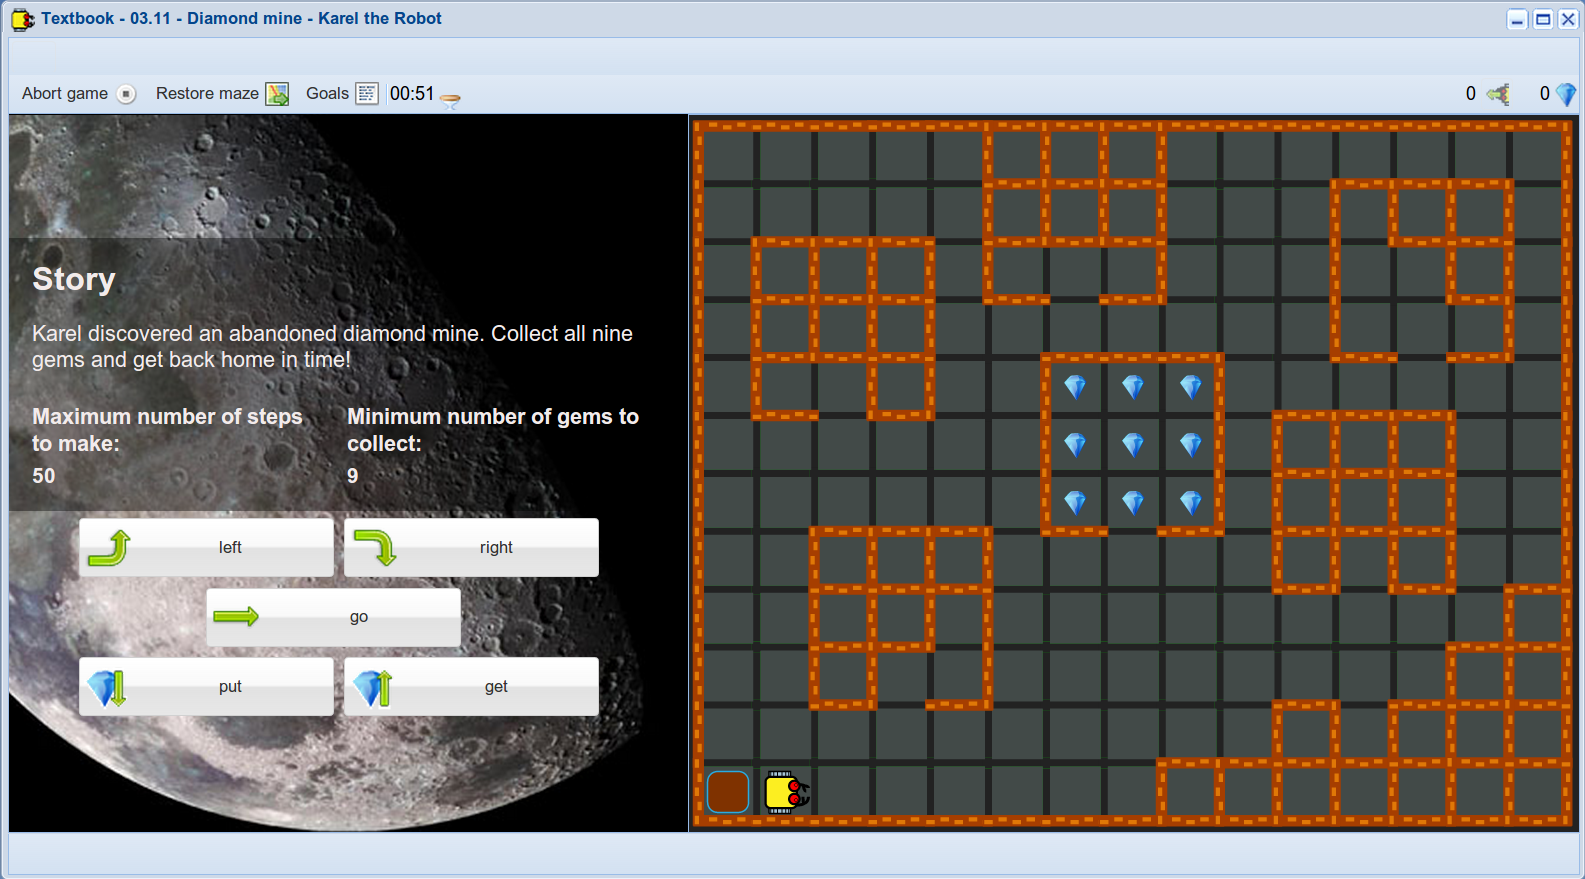 Textbook - 03.11 - Diamond mine - Karel the Robot
Abort game Restore maze Goals 00:51 0 0
Story
Karel discovered an abandoned diamond mine. Collect all nine
gems and get back home in time!
Maximum number of steps
to make:
50
Minimum number of gems to
collect:
9
left right
go
put get